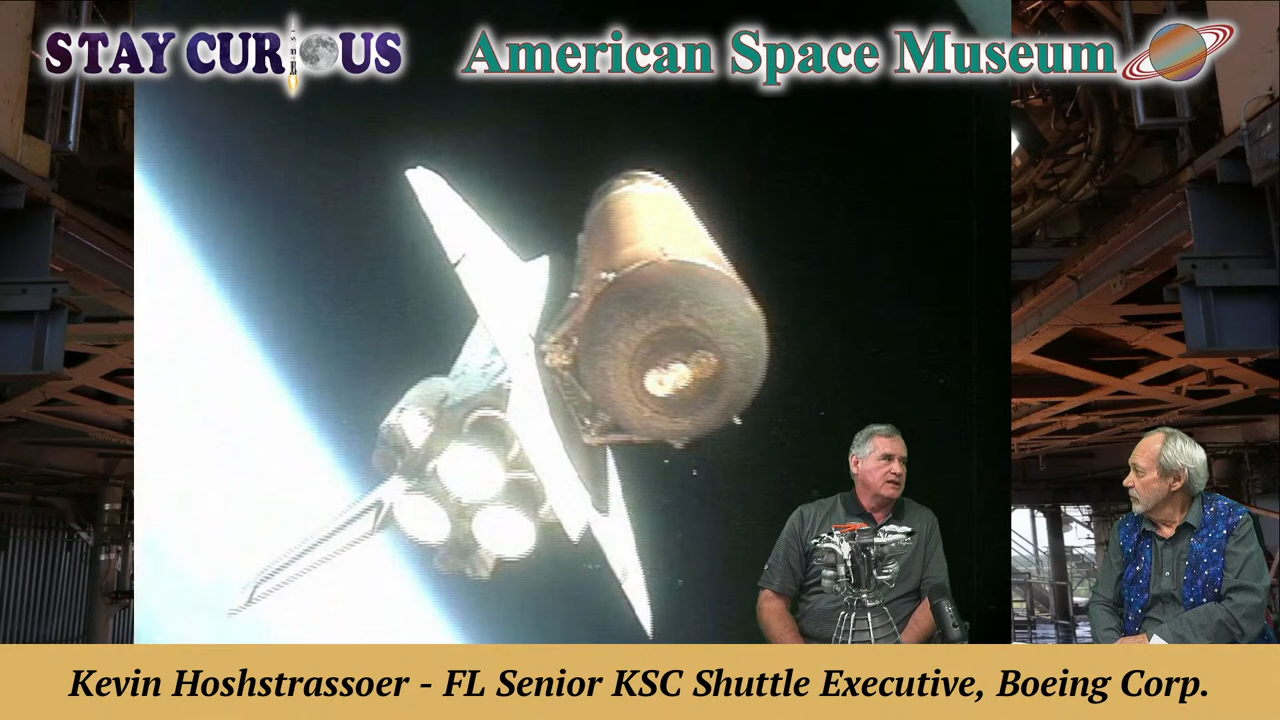 STAY CURIOUS
American Space Museum
Kevin Hoshstrassoer - FL Senior KSC Shuttle Executive, Boeing Corp.